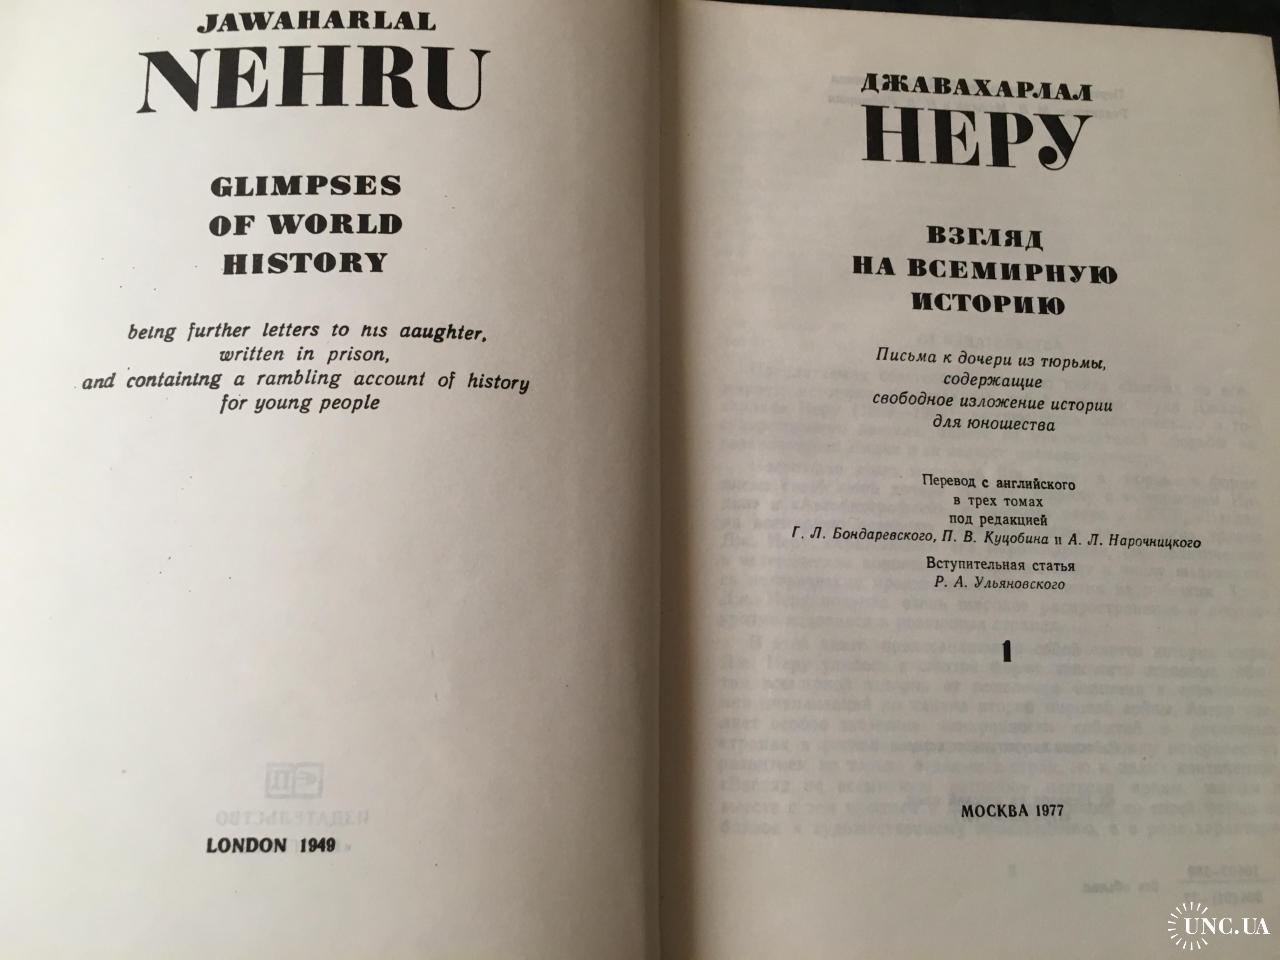 JAWAHARLAL
NEHRU
GLIMPSES
OF WORLD
HISTORY
being further letters to his aaughter,
written in prison,
and containing a rambling account of history
for young people
LONDON 1949
ДЖАВАХАРЛАЛ
НЕРУ
ВЗГЛЯД
НА ВСЕМИРНУЮ
ИСТОРИЮ
Письма к дочери из тюрьмы,
содержащие
свободное изложение истории
для юношества
Перевод с английского
в трех томах
под редакцией
Г. Л. Бондаревского, П. В. Куцобина и А. Л. Нарочницкого
Вступительная статья
Р. А. Ульяновского
1
МОСКВА 1977
UNC.UA